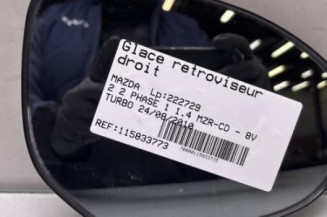 Glace retroviseur
droit
MAZDA Lp:222729
2 2 PHASE 1 1.4 MZR-CD - 8V
TURBO 24/08/2010
REF:115833773